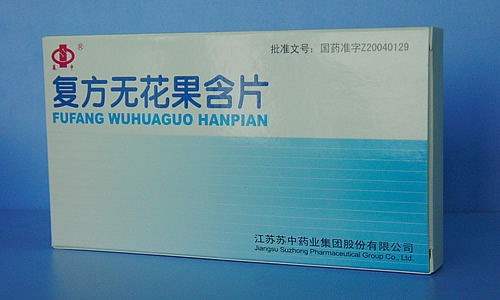 批准文号：国药准字Z20040129
®
复方无花果含片
FUFANG WUHUAGUO HANPIAN
江苏苏中药业集团股份有限公司
Jiangsu Suzhong Pharmaceutical Group Co., Ltd.